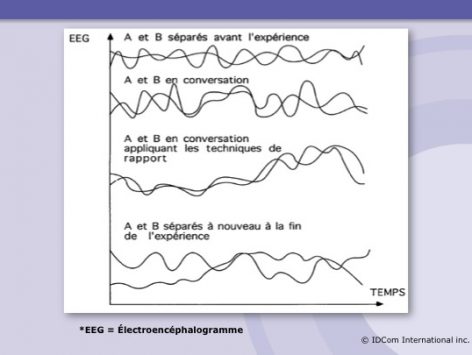 EEG
A et B séparés avant l'expérience
A et B en conversation
A et B en conversation
appliquant les techniques de
rapport
A et B séparés à nouveau à la fin
de l'expérience
TEMPS
*EEG = Électroencéphalogramme
© IDCom International inc.